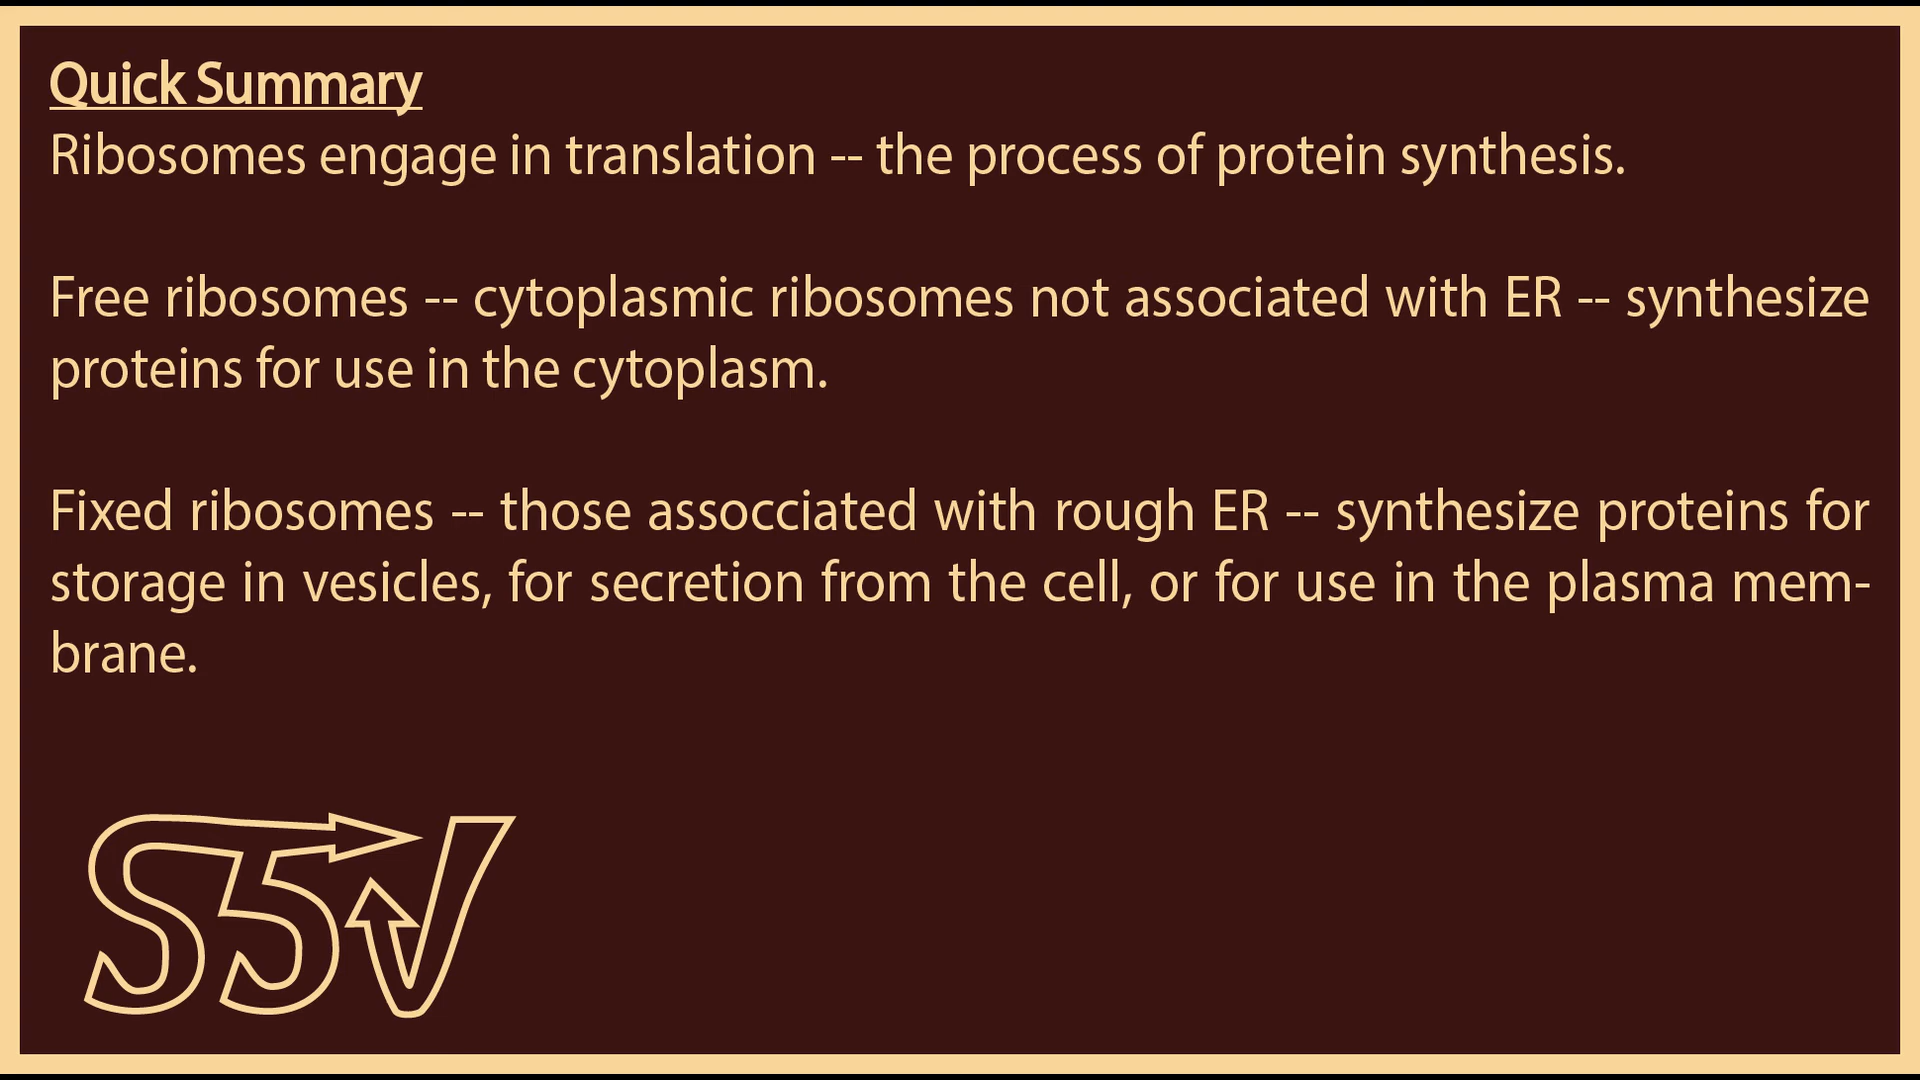 Quick Summary
Ribosomes engage in translation -- the process of protein synthesis.
Free ribosomes -- cytoplasmic ribosomes not associated with ER -- synthesize
proteins for use in the cytoplasm.
Fixed ribosomes -- those assocciated with rough ER -- synthesize proteins for
storage in vesicles, for secretion from the cell, or for use in the plasma mem-
brane.
S5V